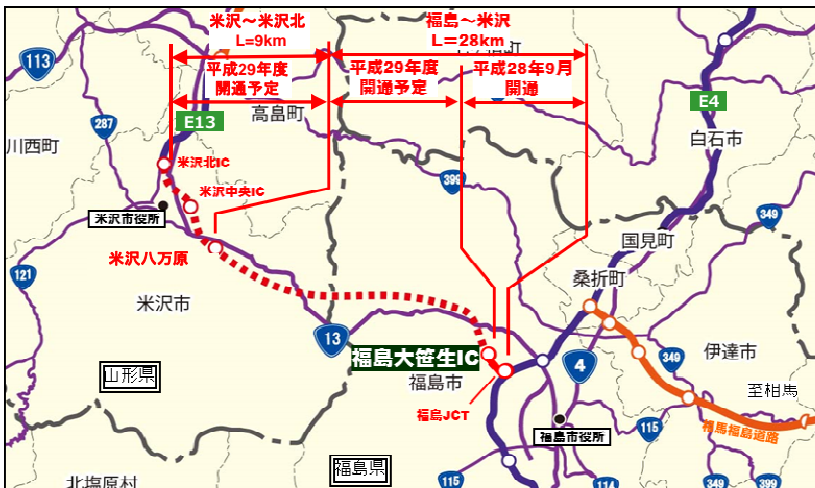 米沢～米沢北
L=9km
福島～米沢
L=28km
平成29年度
開通予定
平成29年度
開通予定
平成28年9月
開通
113
E13
高畠町
E4
287
川西町
白石市
米沢北IC
399
米沢中央IC
米沢市役所
349
国見町
米沢八万原
桑折町
121
米沢市
13
福島大笹生IC
4
349
伊達市
山形県
福島市
至相馬
福島JCT
相馬福島道路
福島市役所
115
福島県
北塩原村
115
114
349
399